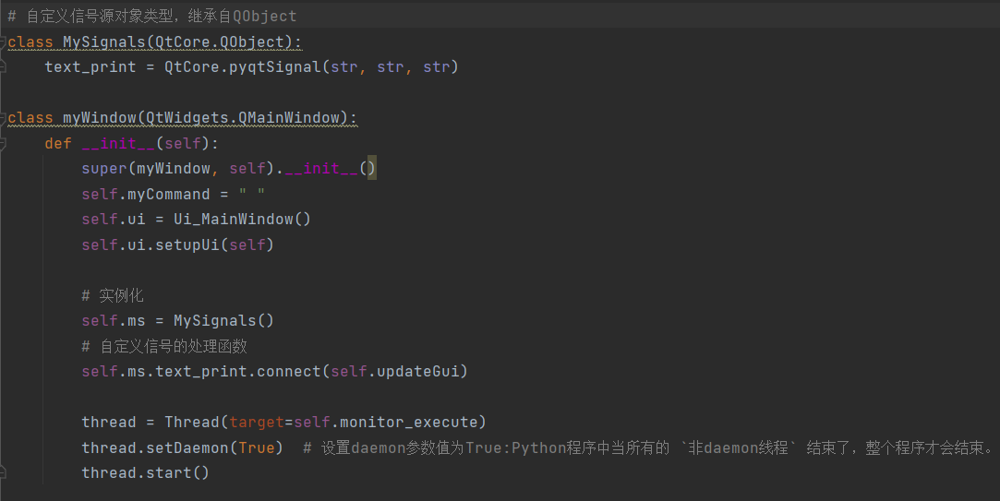 # 自定义信号源对象类型，继承自QObject
class MySignals(QtCore.QObject):
    text_print = QtCore.pyqtSignal(str, str, str)
class myWindow(QtWidgets.QMainWindow):
    def __init__(self):
        super(myWindow, self).__init__()
        self.myCommand = " "
        self.ui = Ui_MainWindow()
        self.ui.setupUi(self)
        # 实例化
        self.ms = MySignals()
        # 自定义信号的处理函数
        self.ms.text_print.connect(self.updateGui)
        thread = Thread(target=self.monitor_execute)
        thread.setDaemon(True)  # 设置daemon参数值为True:Python程序中当所有的 `非daemon线程` 结束了，整个程序才会结束。
        thread.start()